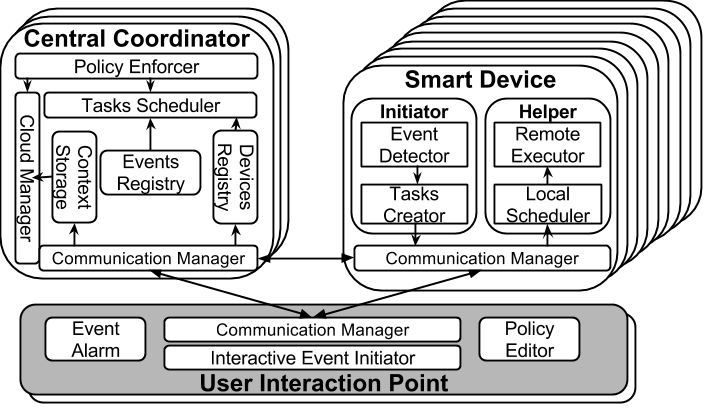 Central Coordinator
Policy Enforcer
Tasks Scheduler
Cloud Manager
Context
Storage
Events
Registry
Devices
Registry
Communication Manager
Smart Device
Initiator
Event
Detector
Tasks
Creator
Helper
Remote
Executor
Local
Scheduler
Communication Manager
Event
Alarm
Communication Manager
Interactive Event Initiator
Policy
Editor
User Interaction Point